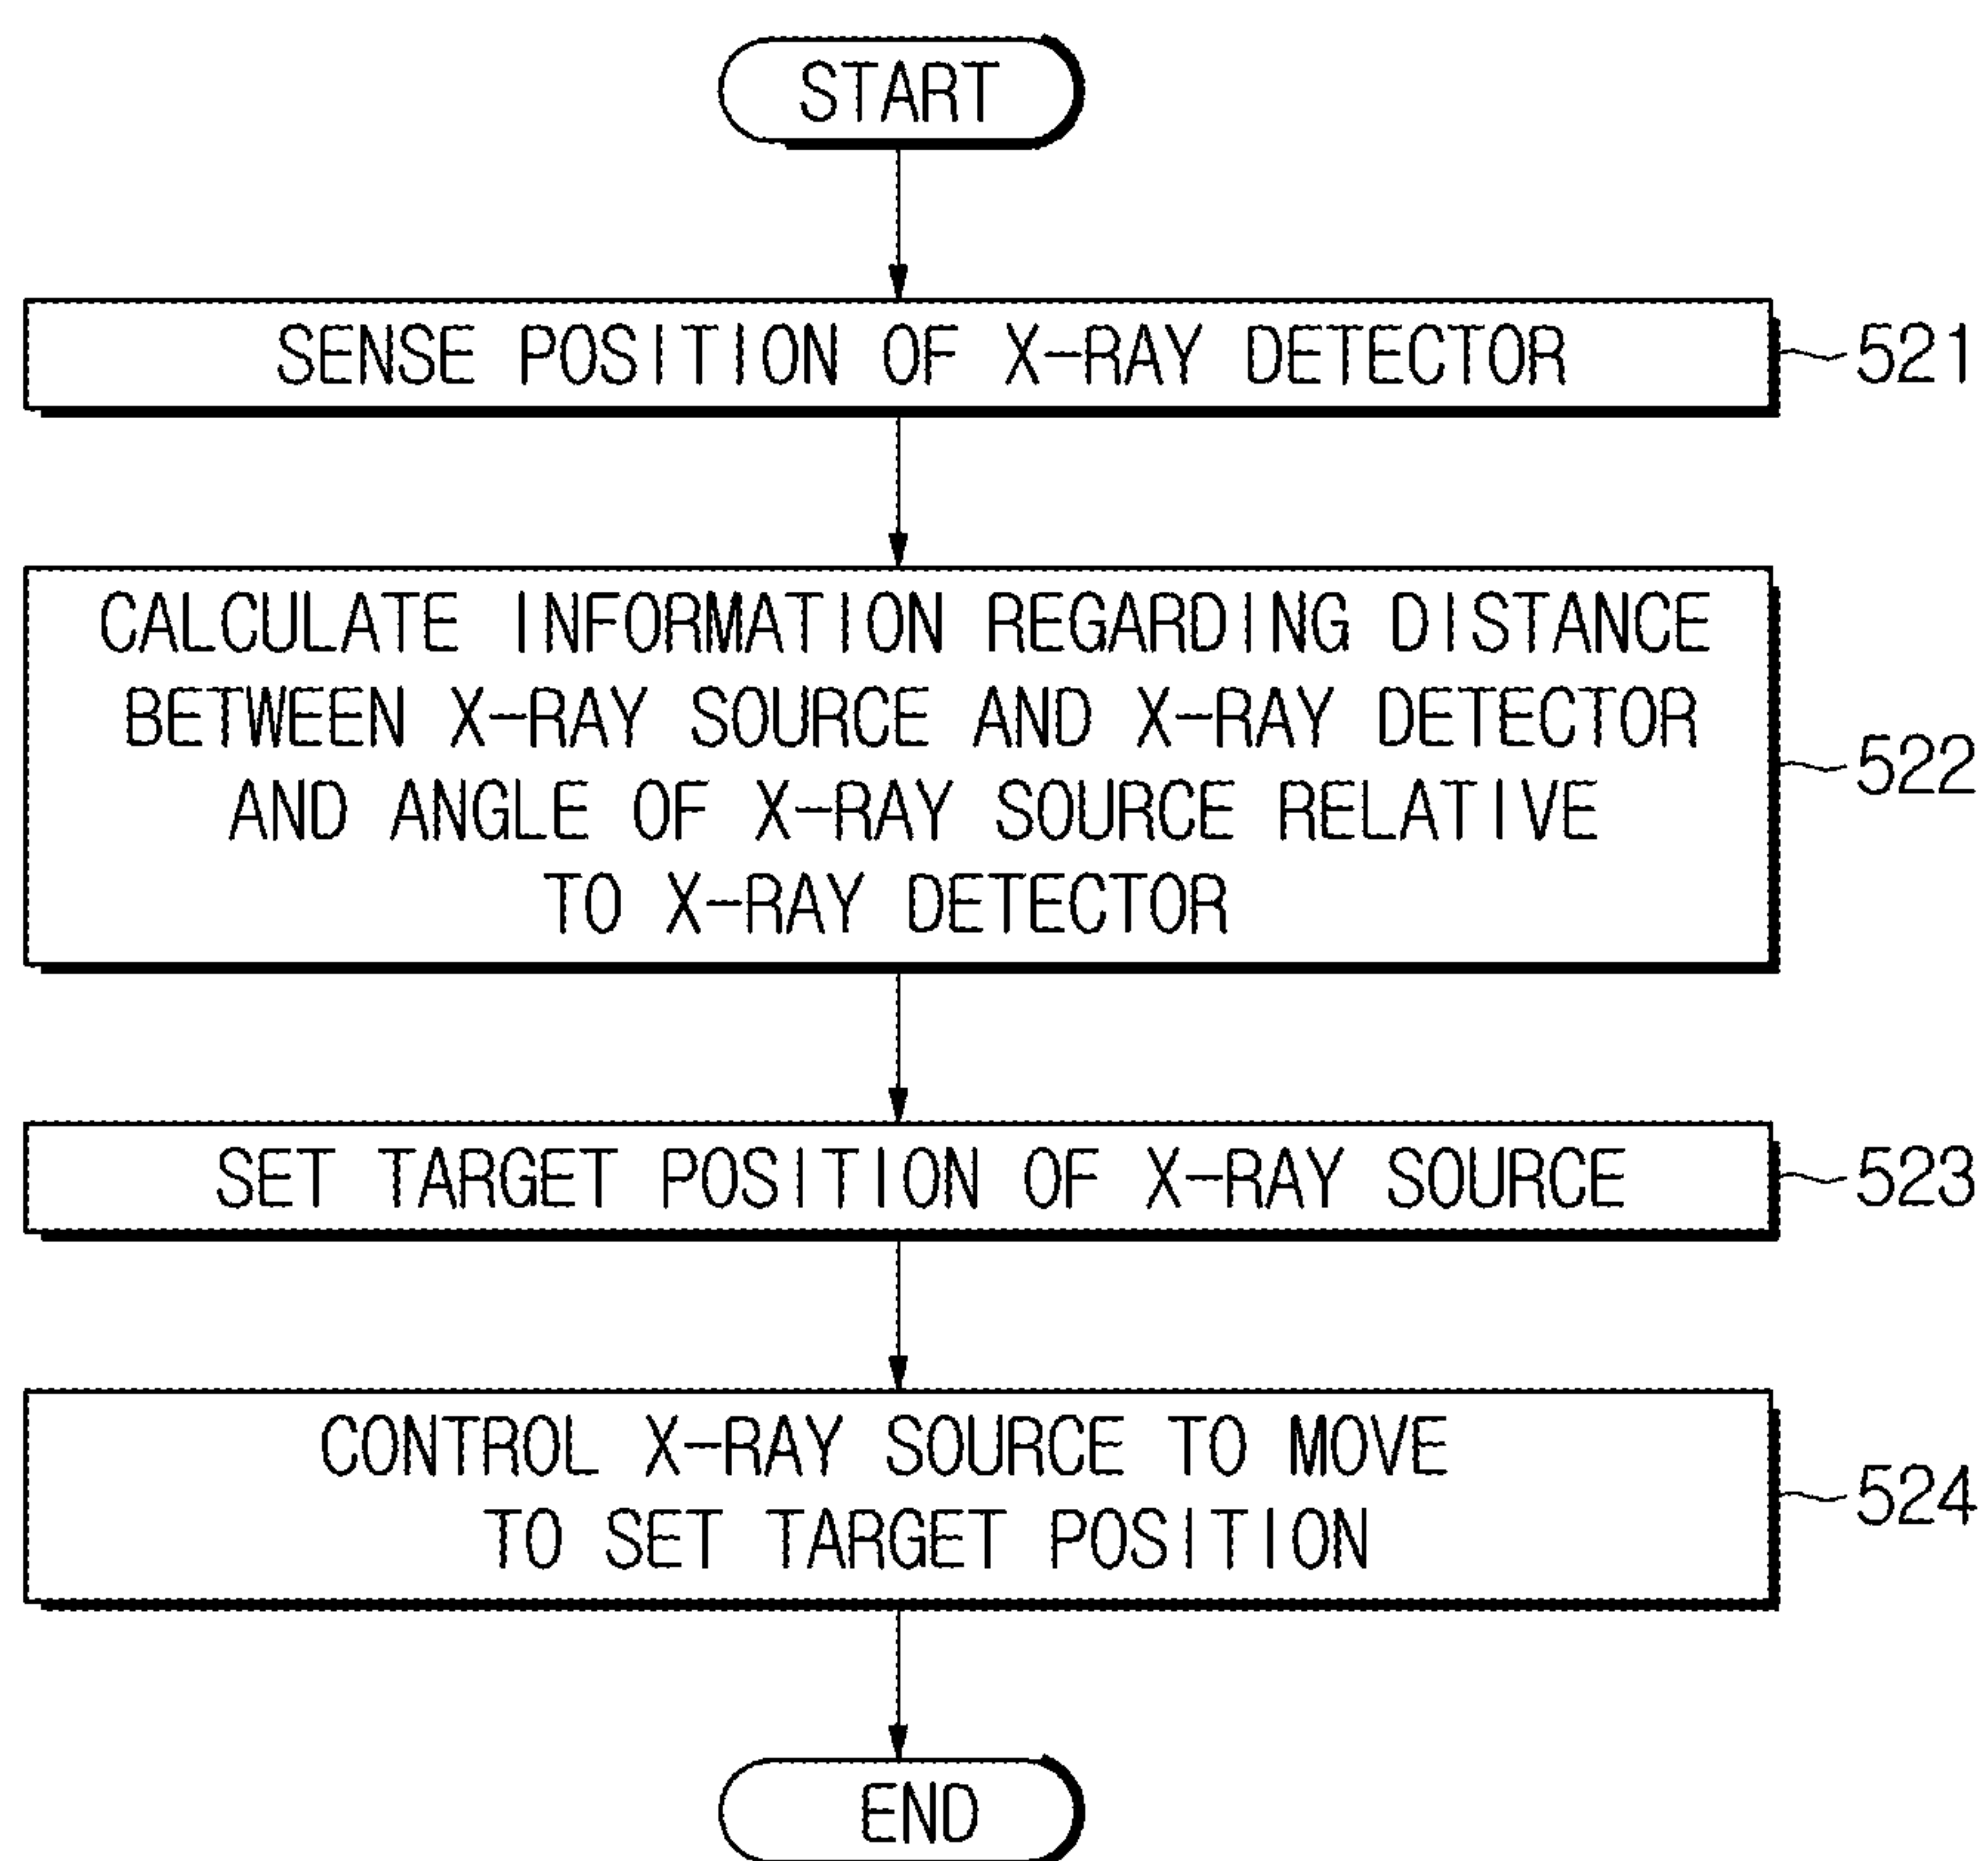 START
SENSE POSITION OF X-RAY DETECTOR
521
CALCULATE INFORMATION REGARDING DISTANCE
BETWEEN X-RAY SOURCE AND X-RAY DETECTOR
AND ANGLE OF X-RAY SOURCE RELATIVE
TO X-RAY DETECTOR
522
SET TARGET POSITION OF X-RAY SOURCE
523
CONTROL X-RAY SOURCE TO MOVE
TO SET TARGET POSITION
524
END